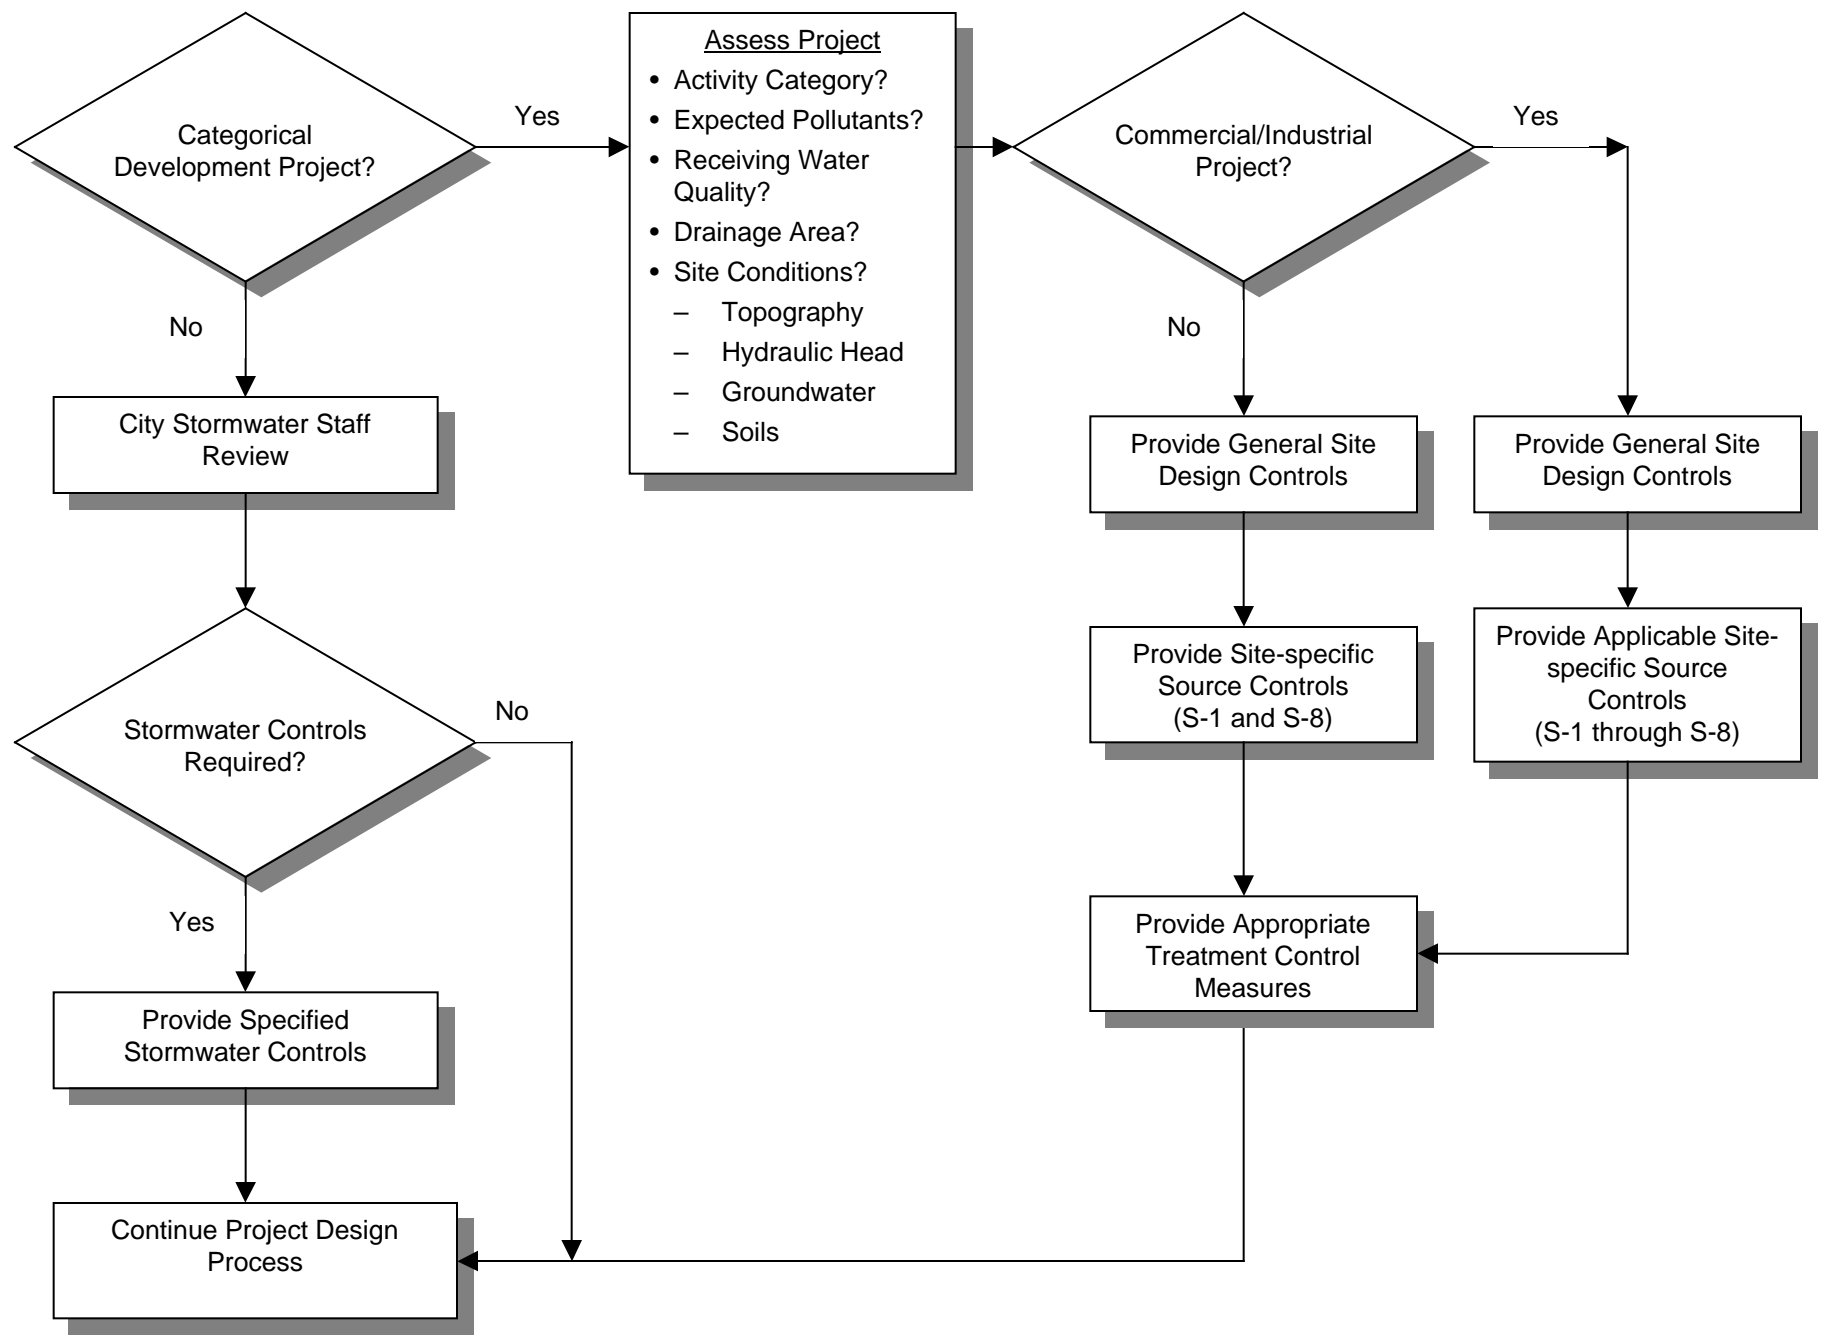 Categorical
Development Project?
Yes
Assess Project
• Activity Category?
• Expected Pollutants?
• Receiving Water
Quality?
• Drainage Area?
• Site Conditions?
– Topography
– Hydraulic Head
– Groundwater
– Soils
Commercial/Industrial
Project?
Yes
No
No
City Stormwater Staff
Review
Provide General Site
Design Controls
Provide General Site
Design Controls
Stormwater Controls
Required?
No
Provide Site-specific
Source Controls
(S-1 and S-8)
Provide Applicable Site-
specific Source
Controls
(S-1 through S-8)
Yes
Provide Appropriate
Treatment Control
Measures
Provide Specified
Stormwater Controls
Continue Project Design
Process